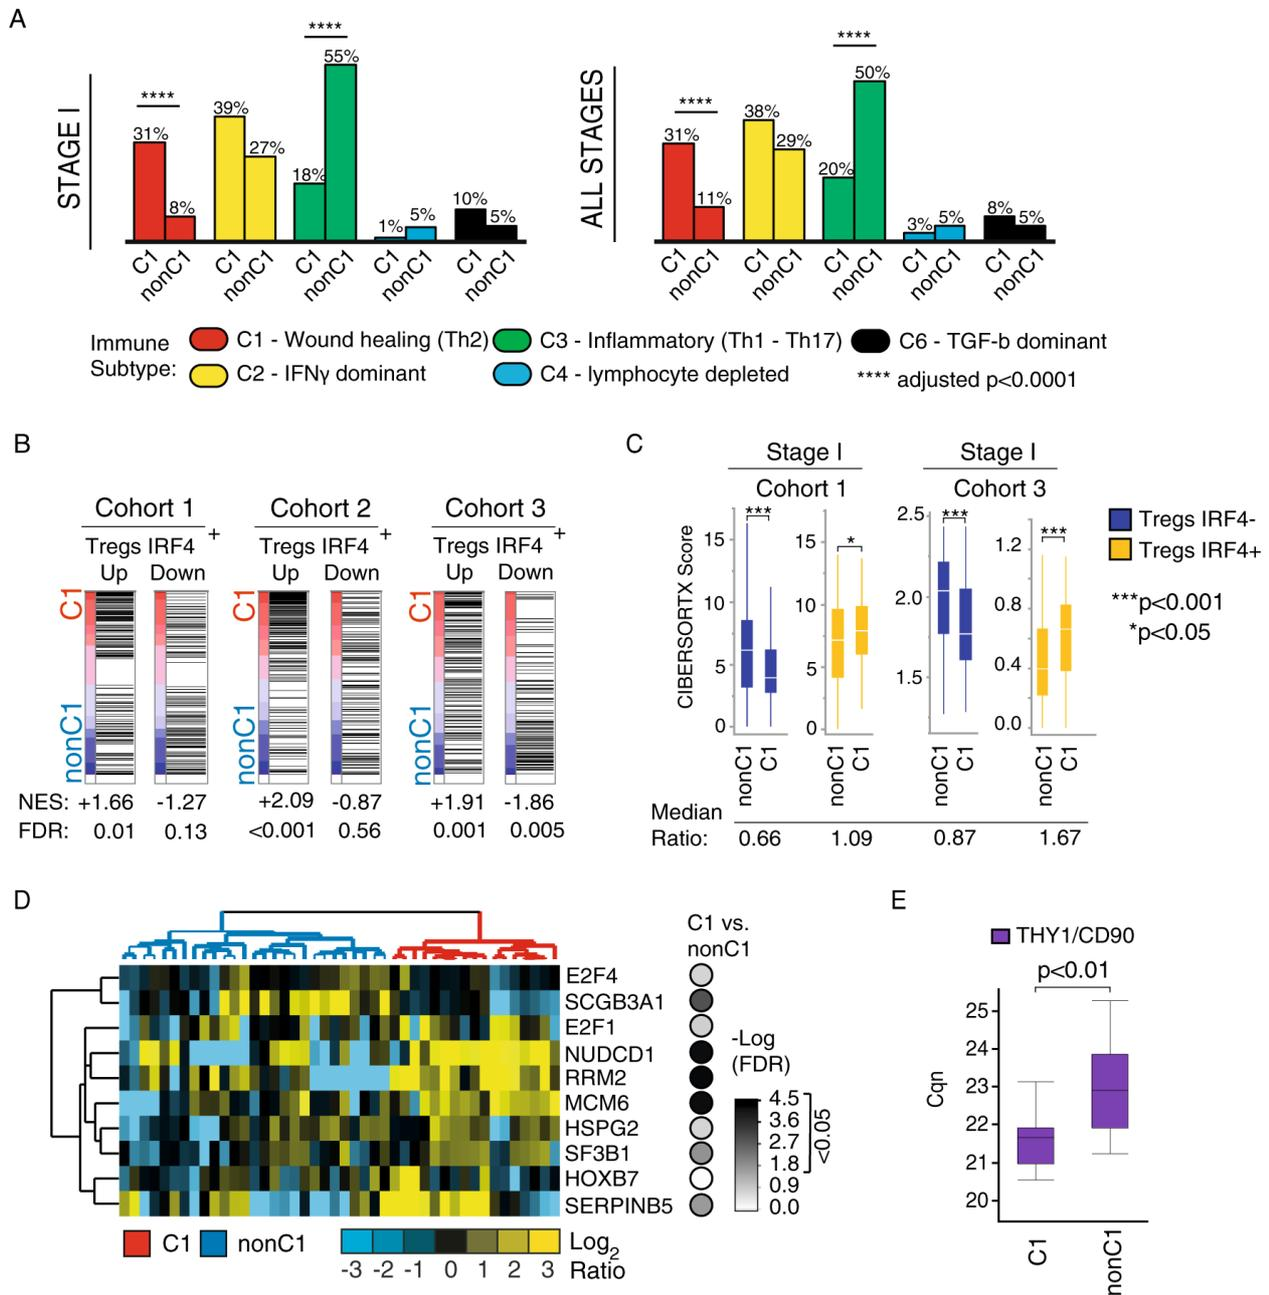 A
STAGE I
****
****
31%
8%
39%
27%
18%
55%
1%
5%
10%
5%
C1
nonC1
C1
nonC1
C1
nonC1
C1
nonC1
C1
nonC1
ALL STAGES
****
****
31%
11%
38%
29%
20%
50%
3%
5%
8%
5%
C1
nonC1
C1
nonC1
C1
nonC1
C1
nonC1
C1
nonC1
Immune
Subtype:
C1 - Wound healing (Th2)
C3 - Inflammatory (Th1 - Th17)
C6 - TGF-b dominant
C2 - IFNγ dominant
C4 - lymphocyte depleted
**** adjusted p<0.0001
B
Cohort 1
Cohort 2
Cohort 3
Tregs IRF4+
Tregs IRF4+
Tregs IRF4+
Up Down
Up Down
Up Down
C1
nonC1
C1
nonC1
C1
nonC1
NES: +1.66 -1.27 +2.09 -0.87 +1.91 -1.86
FDR: 0.01 0.13 <0.001 0.56 0.001 0.005
C
Stage I
Stage I
Cohort 1
Cohort 3
CIBERSORTX Score
***
15
10
5
0
*
15
10
5
0
***
2.5
2.0
1.5
***
1.2
0.8
0.4
0.0
nonC1
C1
nonC1
C1
nonC1
C1
nonC1
C1
Tregs IRF4-
Tregs IRF4+
***p<0.001
*p<0.05
Median
Ratio: 0.66 1.09 0.87 1.67
D
E2F4
SCGB3A1
E2F1
NUDCD1
RRM2
MCM6
HSPG2
SF3B1
HOXB7
SERPINB5
C1 nonC1
-3 -2 -1 0 1 2 3
Log2
Ratio
C1 vs.
nonC1
-Log
(FDR)
4.5
3.6
2.7
1.8
0.9
0.0
<0.05
E
THY1/CD90
p<0.01
Cqn
25
24
23
22
21
20
C1
nonC1